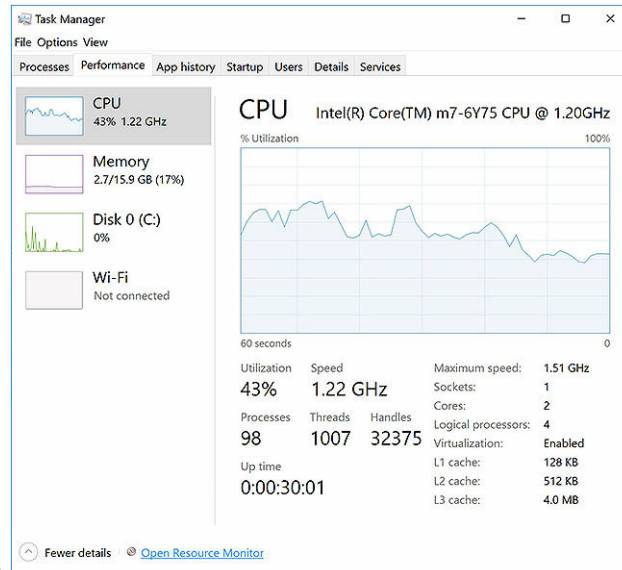 Task Manager
File Options View
Processes Performance App history Startup Users Details Services
CPU
43% 1.22 GHz
Memory
2.7/15.9 GB (17%)
Disk 0 (C:)
0%
Wi-Fi
Not connected
CPU Intel(R) Core(TM) m7-6Y75 CPU @ 1.20GHz
% Utilization 100%
60 seconds 0
Utilization Speed
43% 1.22 GHz
Processes Threads Handles
98 1007 32375
Up time
0:00:30:01
Maximum speed: 1.51 GHz
Sockets: 1
Cores: 2
Logical processors: 4
Virtualization: Enabled
L1 cache: 128 KB
L2 cache: 512 KB
L3 cache: 4.0 MB
Fewer details Open Resource Monitor